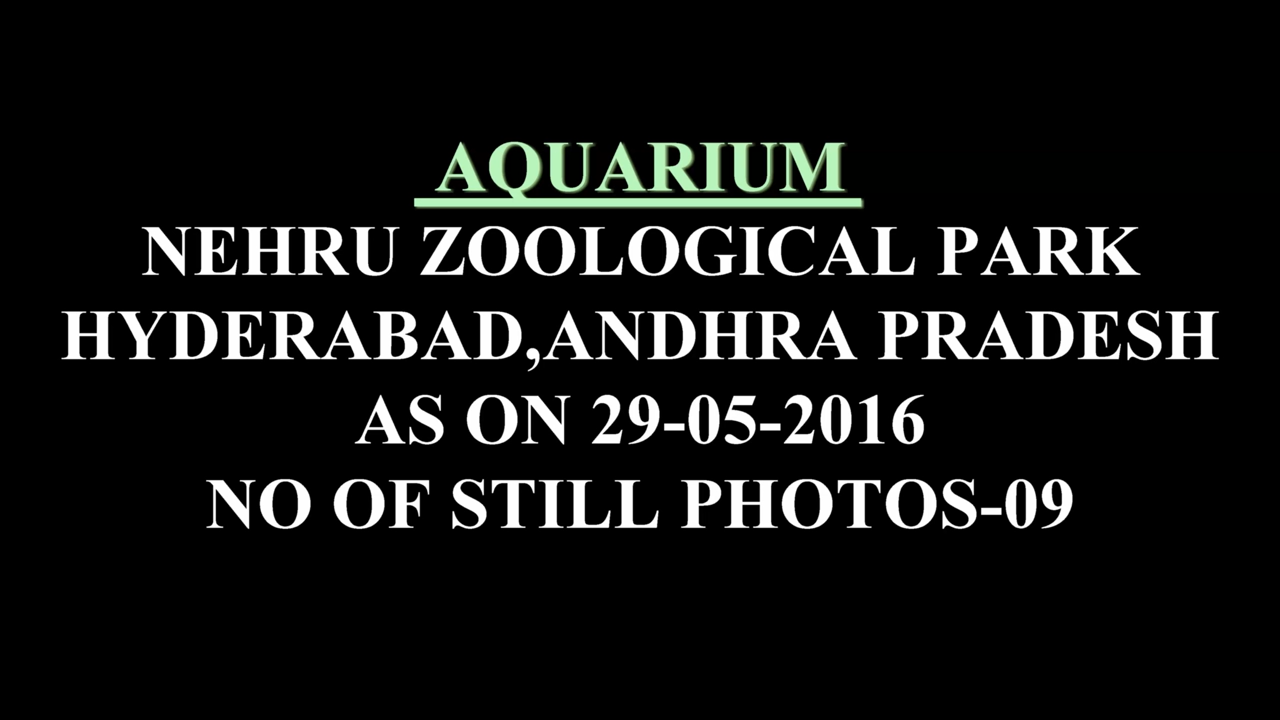 AQUARIUM
NEHRU ZOOLOGICAL PARK
HYDERABAD,ANDHRA PRADESH
AS ON 29-05-2016
NO OF STILL PHOTOS-09